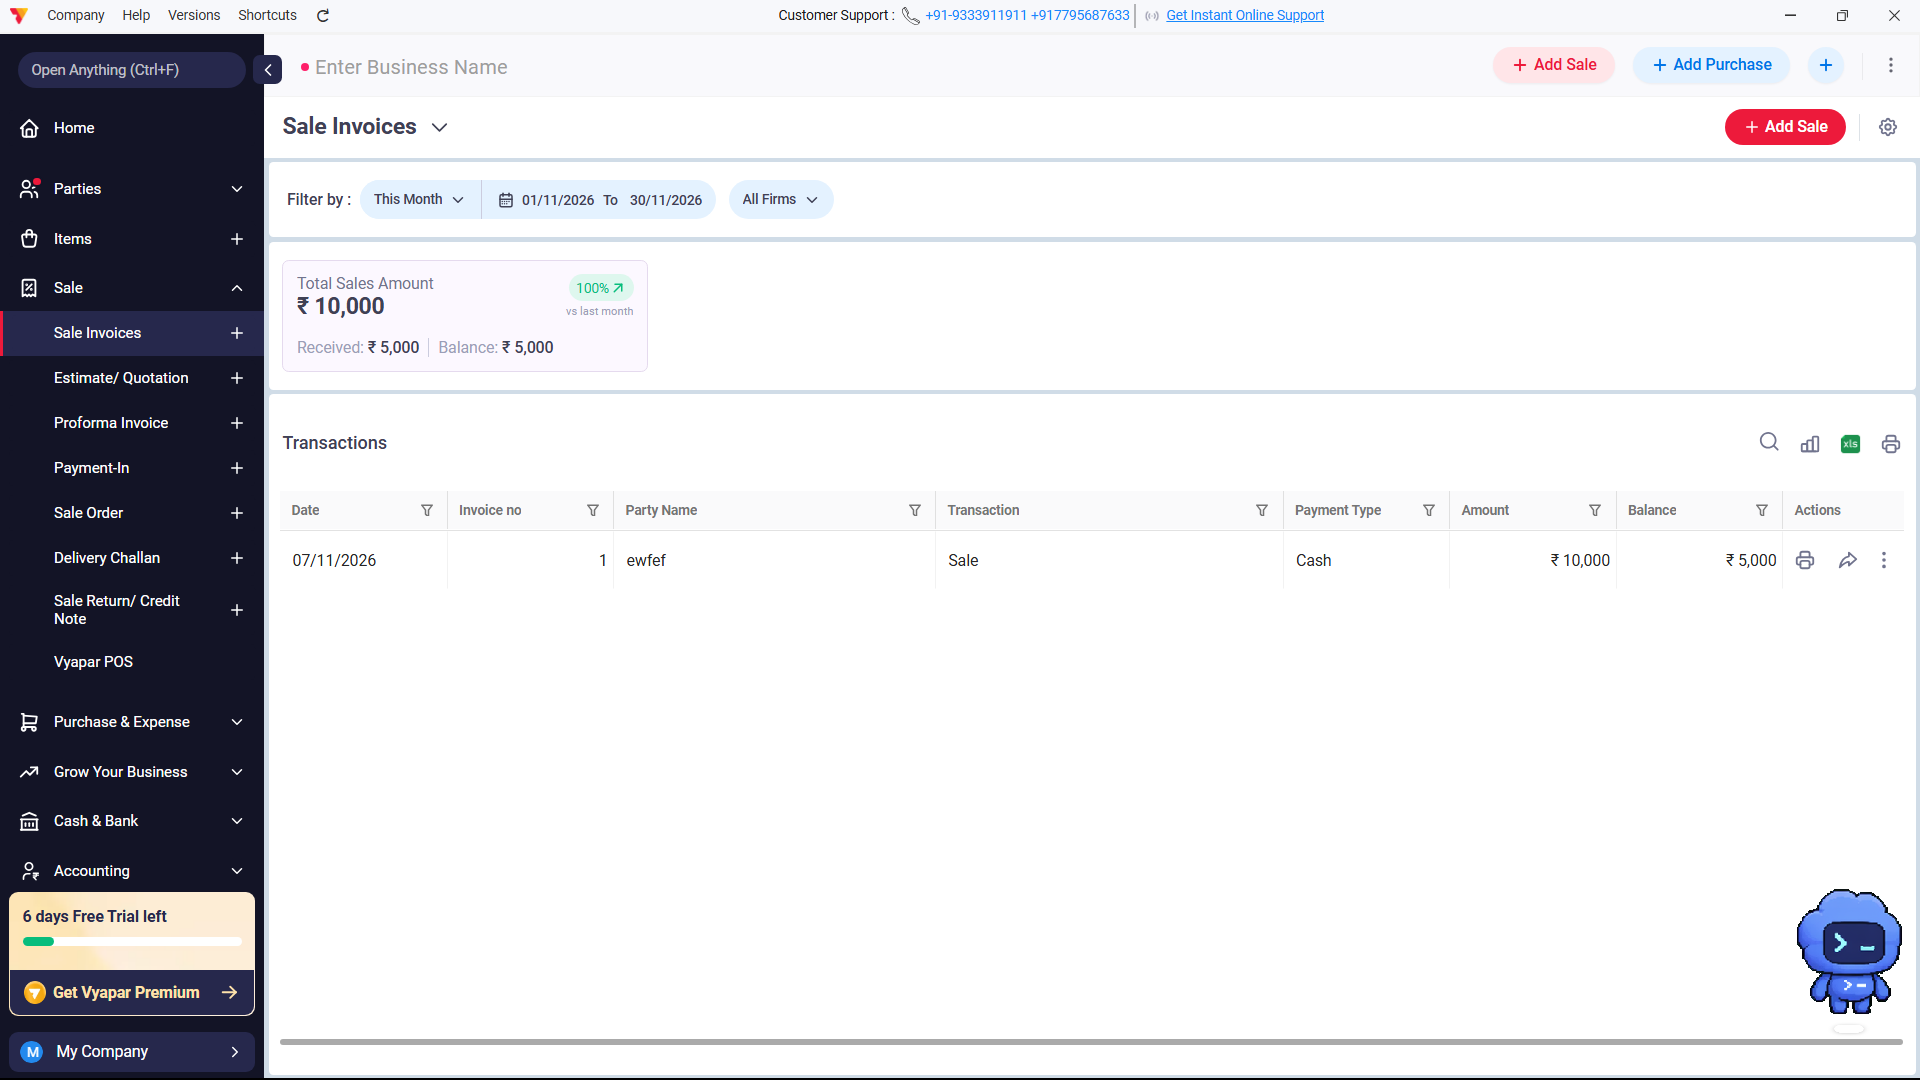 Company Help Versions Shortcuts
Customer Support : +91-9333911911 +917795687633 Get Instant Online Support
Open Anything (Ctrl+F)
Enter Business Name
+ Add Sale
+ Add Purchase
Home
Parties
Items
Sale
Sale Invoices
Estimate/ Quotation
Proforma Invoice
Payment-In
Sale Order
Delivery Challan
Sale Return/ Credit
Note
Vyapar POS
Purchase & Expense
Grow Your Business
Cash & Bank
Accounting
6 days Free Trial left
Get Vyapar Premium
M My Company
Sale Invoices
+ Add Sale
Filter by : This Month 01/11/2026 To 30/11/2026 All Firms
Total Sales Amount
₹ 10,000
100%
vs last month
Received: ₹ 5,000 Balance: ₹ 5,000
Transactions
xls
Date Invoice no Party Name Transaction Payment Type Amount Balance Actions
07/11/2026 1 ewfef Sale Cash ₹ 10,000 ₹ 5,000